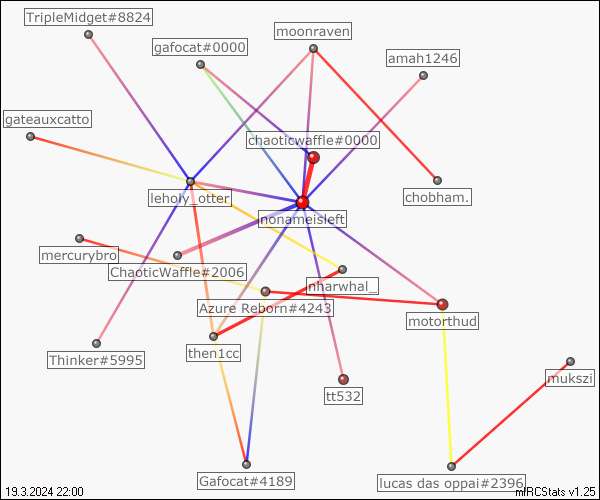 TripleMidget#8824
moonraven
gafocat#0000
amah1246
gateauxcatto
chaoticwaffle#0000
leholy_otter
chobham.
nonameisleft
mercurybro
ChaoticWaffle#2006
nharwhal_
Azure Reborn#4243
motorthud
Thinker#5995
then1cc
mukszi
tt532
Gafocat#4189
lucas das oppai#2396
19.3.2024 22:00
mIRCStats v1.25